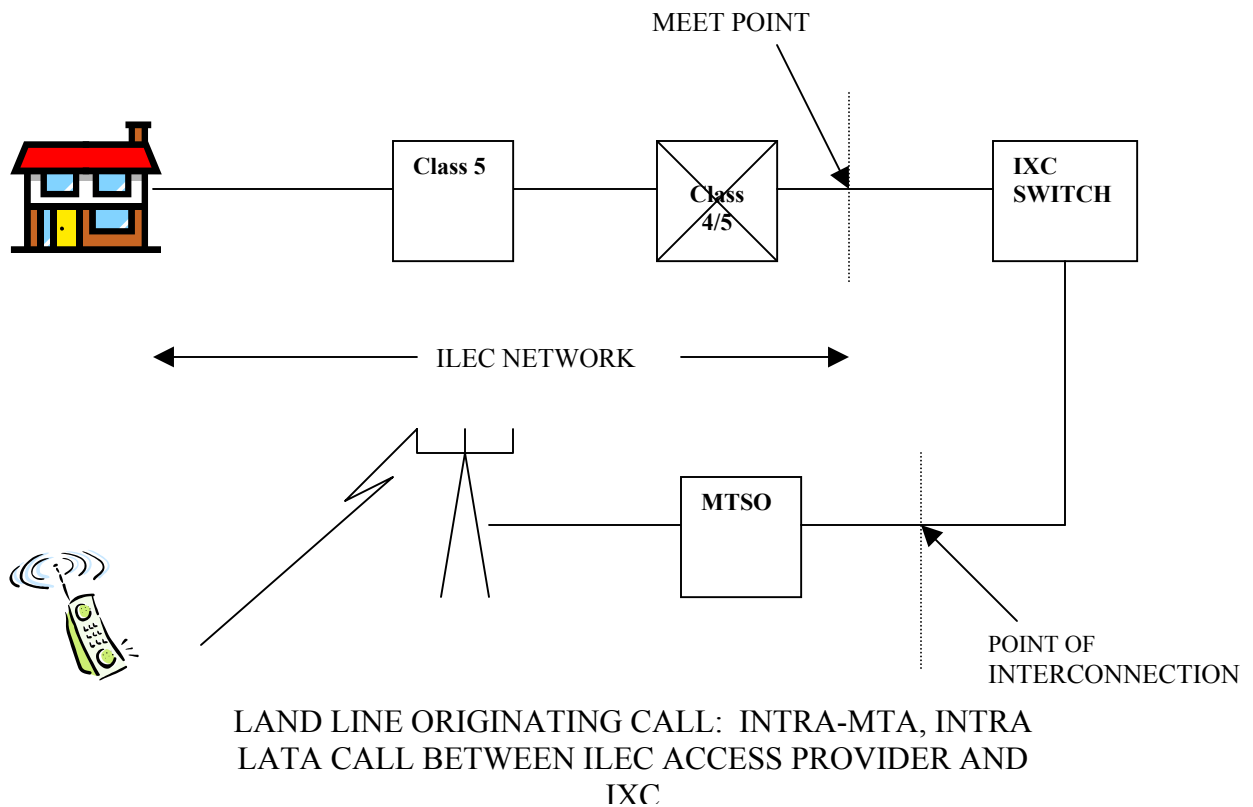 MEET POINT
Class 5
Class
4/5
IXC
SWITCH
ILEC NETWORK
MTSO
POINT OF
INTERCONNECTION
LAND LINE ORIGINATING CALL: INTRA-MTA, INTRA
LATA CALL BETWEEN ILEC ACCESS PROVIDER AND
IXC